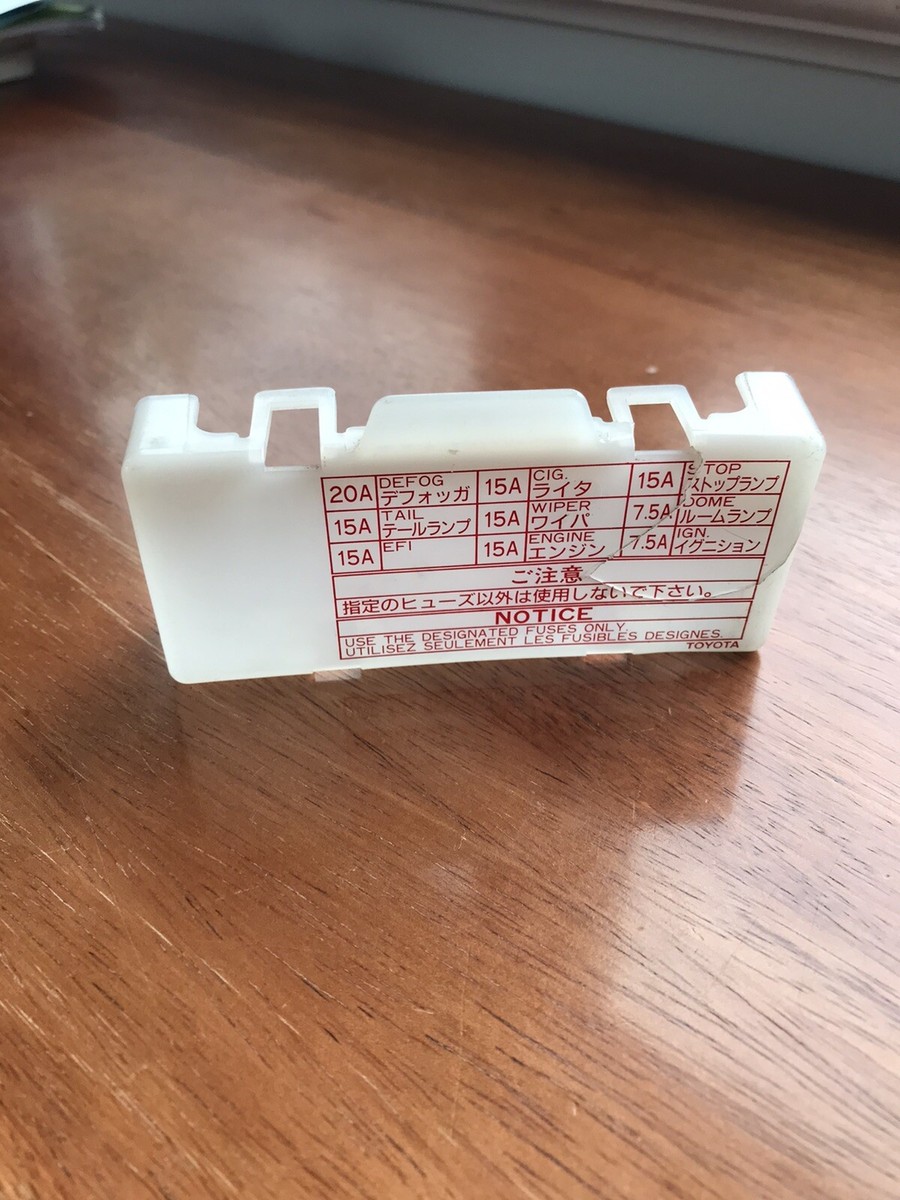 20A DEFOG デフォッガ 15A CIG. ライタ 15A STOP ストップランプ
15A TAIL テールランプ 15A WIPER ワイパ 7.5A DOME ルームランプ
15A EFI 15A ENGINE エンジン 7.5A IGN. イグニション
ご注意
指定のヒューズ以外は使用しないで下さい。
NOTICE
USE THE DESIGNATED FUSES ONLY.
UTILISEZ SEULEMENT LES FUSIBLES DESIGNES.
TOYOTA